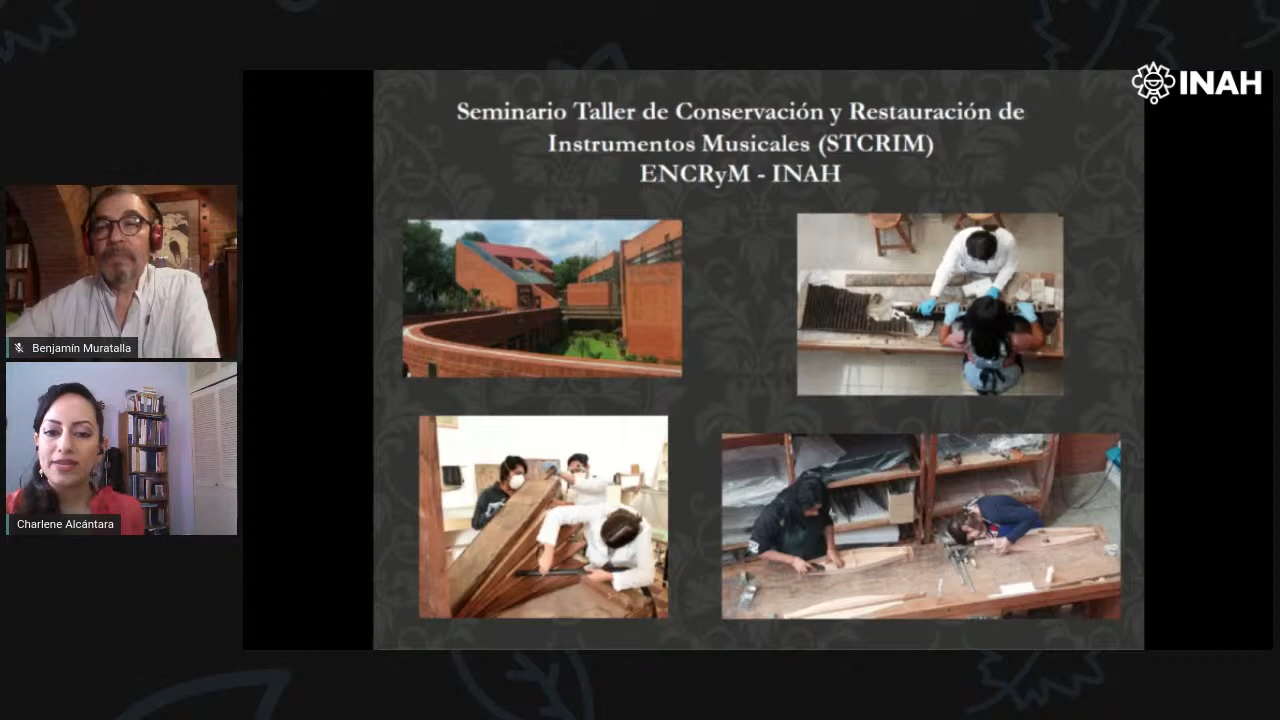 INAH
Seminario Taller de Conservación y Restauración de
Instrumentos Musicales (STCRIM)
ENCRyM - INAH
Benjamín Muratalla
Charlene Alcántara